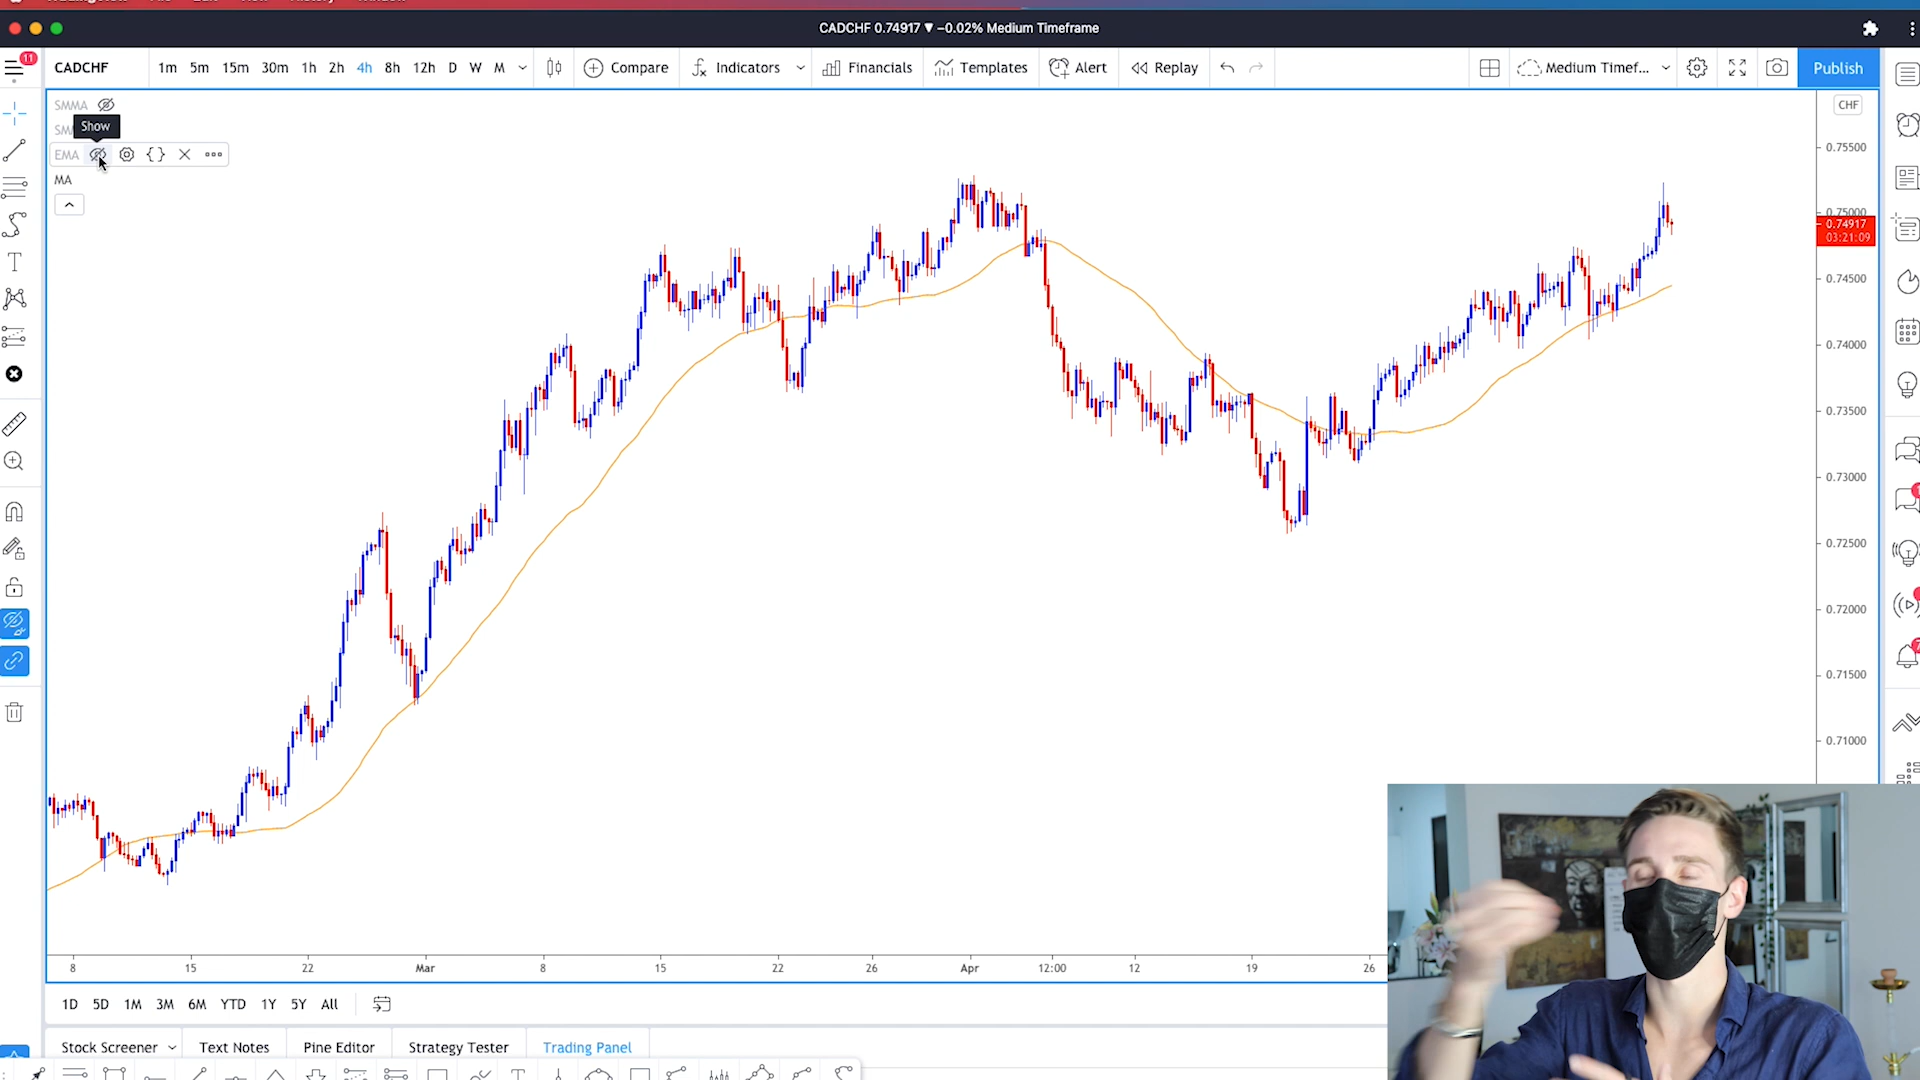 CADCHF 0.74917 ▼ −0.02% Medium Timeframe
11
CADCHF
1m 5m 15m 30m 1h 2h 4h 8h 12h D W M
Compare
Indicators
Financials
Templates
Alert
Replay
Medium Timef...
Publish
SMMA
Show
EMA
MA
CHF
0.75500
0.75000
0.74917
03:21:09
0.74500
0.74000
0.73500
0.73000
0.72500
0.72000
0.71500
0.71000
8 15 22 Mar 8 15 22 26 Apr 12:00 12 19 26
1D 5D 1M 3M 6M YTD 1Y 5Y All
Stock Screener Text Notes Pine Editor Strategy Tester Trading Panel